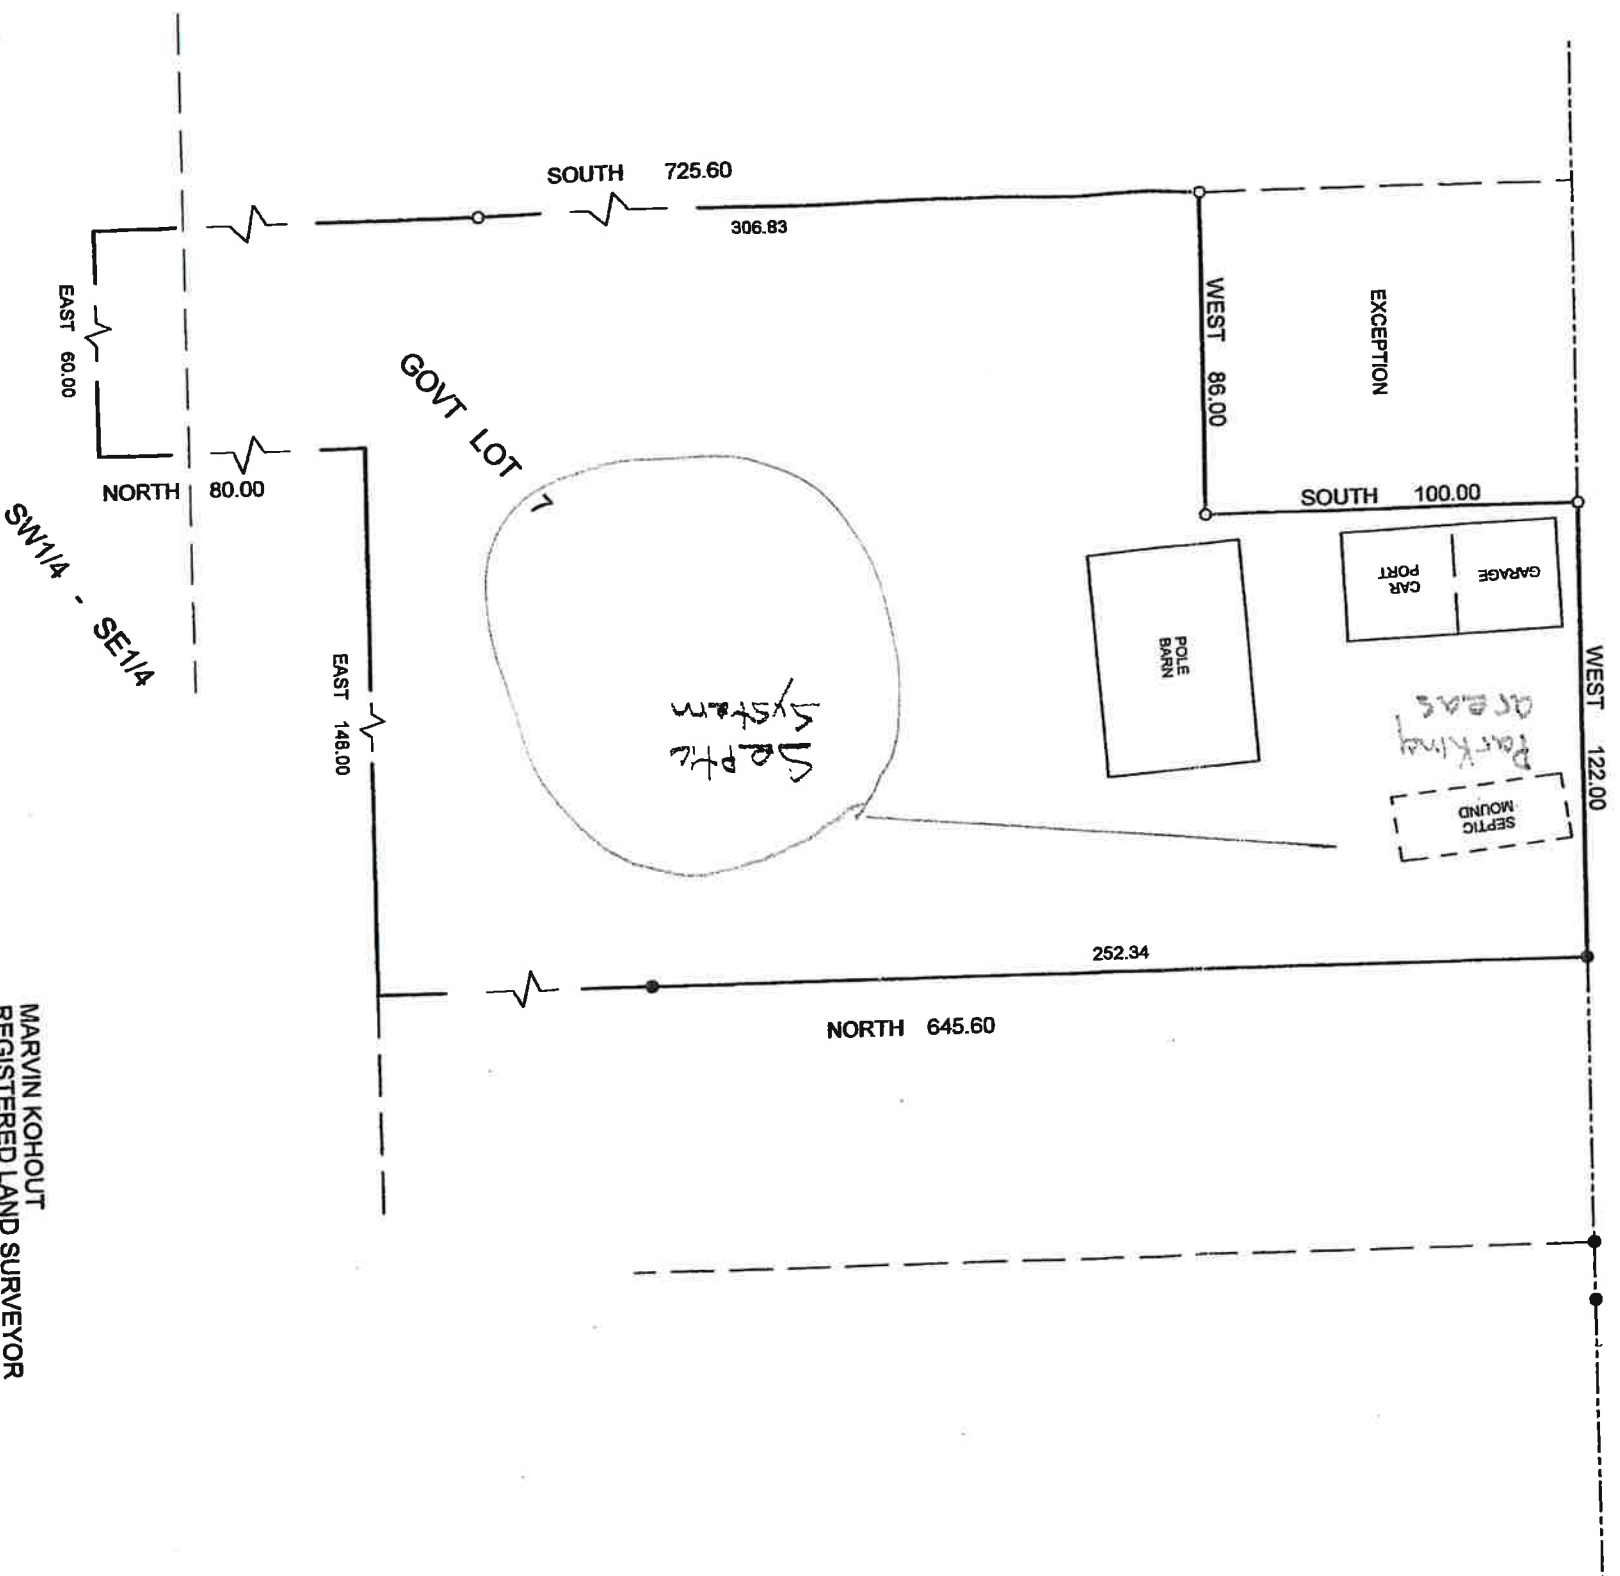 SOUTH 725.60
306.83
WEST 86.00
EXCEPTION
SOUTH 100.00
EAST 60.00
NORTH 80.00
GOVT LOT 7
SW1/4 - SE1/4
GARAGE
CAR
PORT
POLE
BARN
WEST 122.00
Parking
areas
SEPTIC
MOUND
Septic
System
EAST 146.00
252.34
NORTH 645.60
MARVIN KOHOUT
REGISTERED LAND SURVEYOR